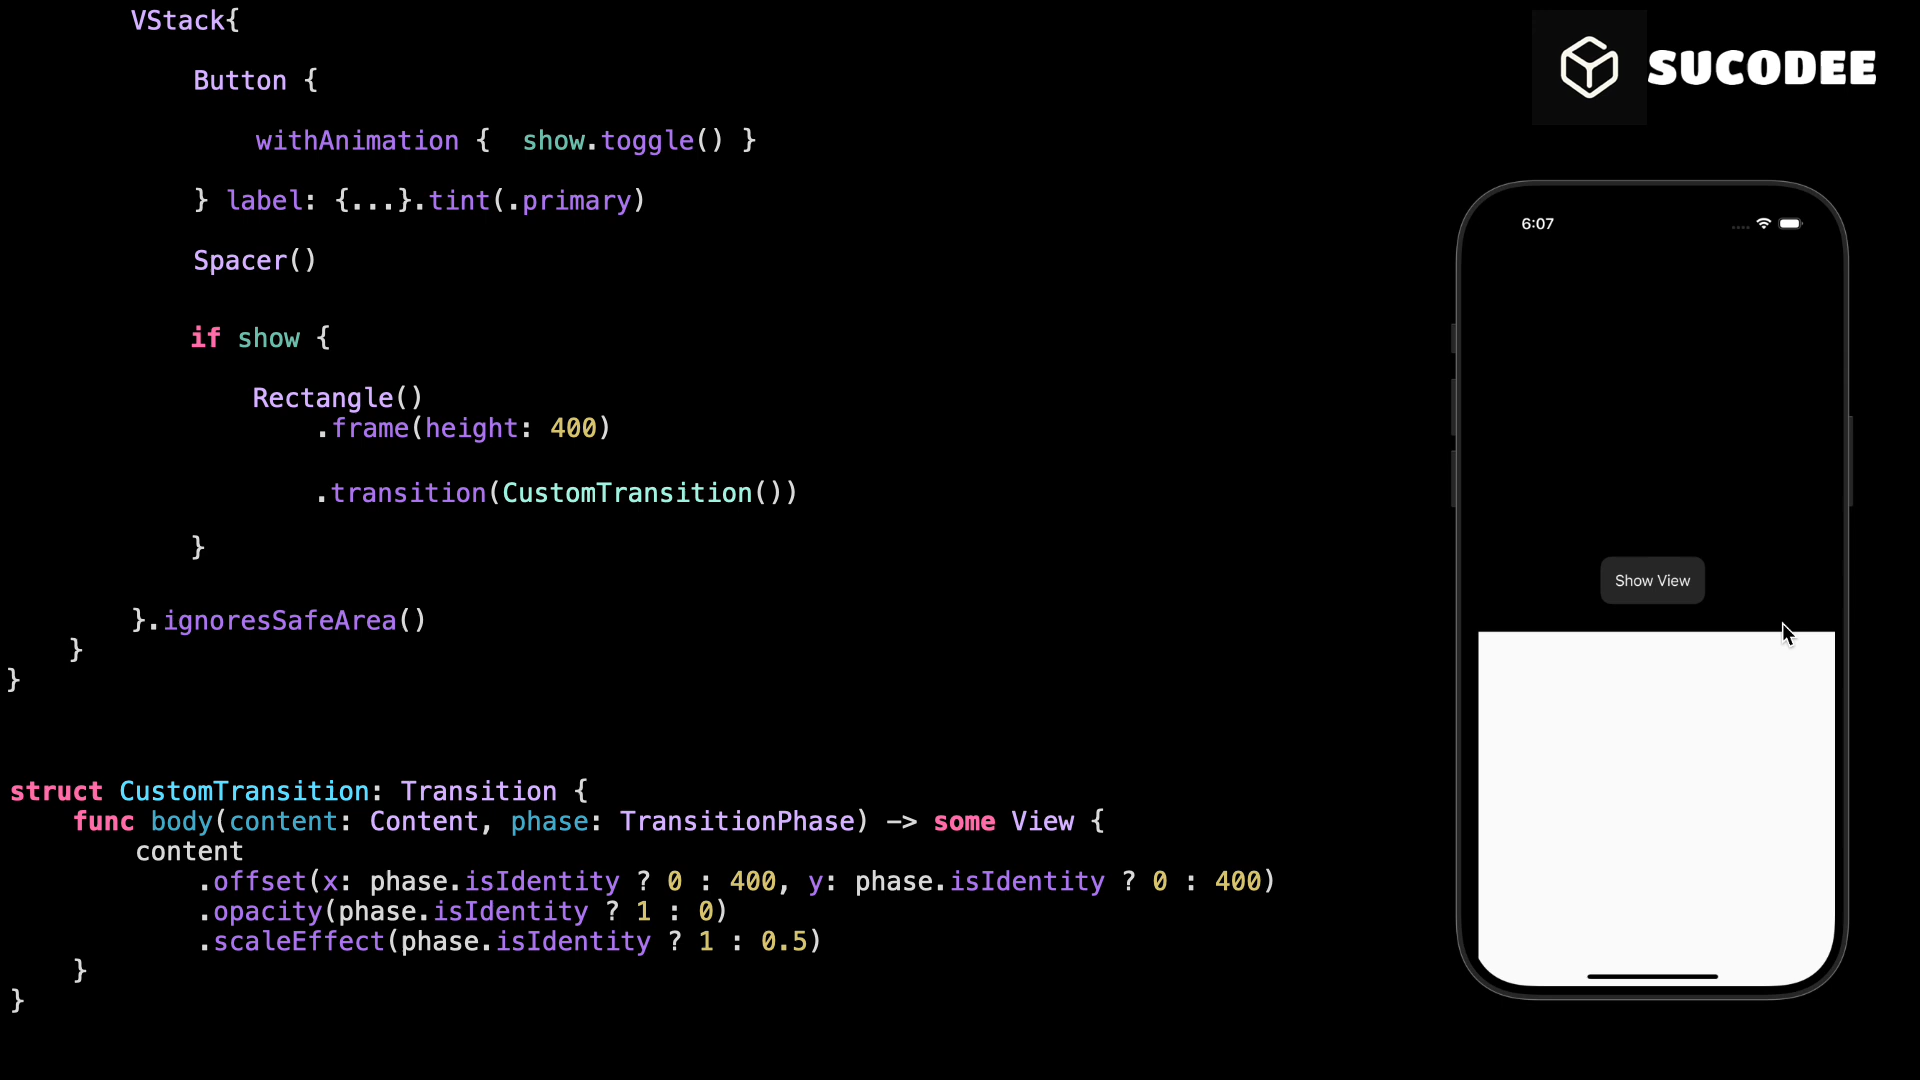 VStack{
Button {
withAnimation {  show.toggle() }
} label: {...}.tint(.primary)
Spacer()
if show {
Rectangle()
.frame(height: 400)
.transition(CustomTransition())
}
}.ignoresSafeArea()
}
}
struct CustomTransition: Transition {
func body(content: Content, phase: TransitionPhase) -> some View {
content
.offset(x: phase.isIdentity ? 0 : 400, y: phase.isIdentity ? 0 : 400)
.opacity(phase.isIdentity ? 1 : 0)
.scaleEffect(phase.isIdentity ? 1 : 0.5)
}
}
SUCODEE
6:07
Show View